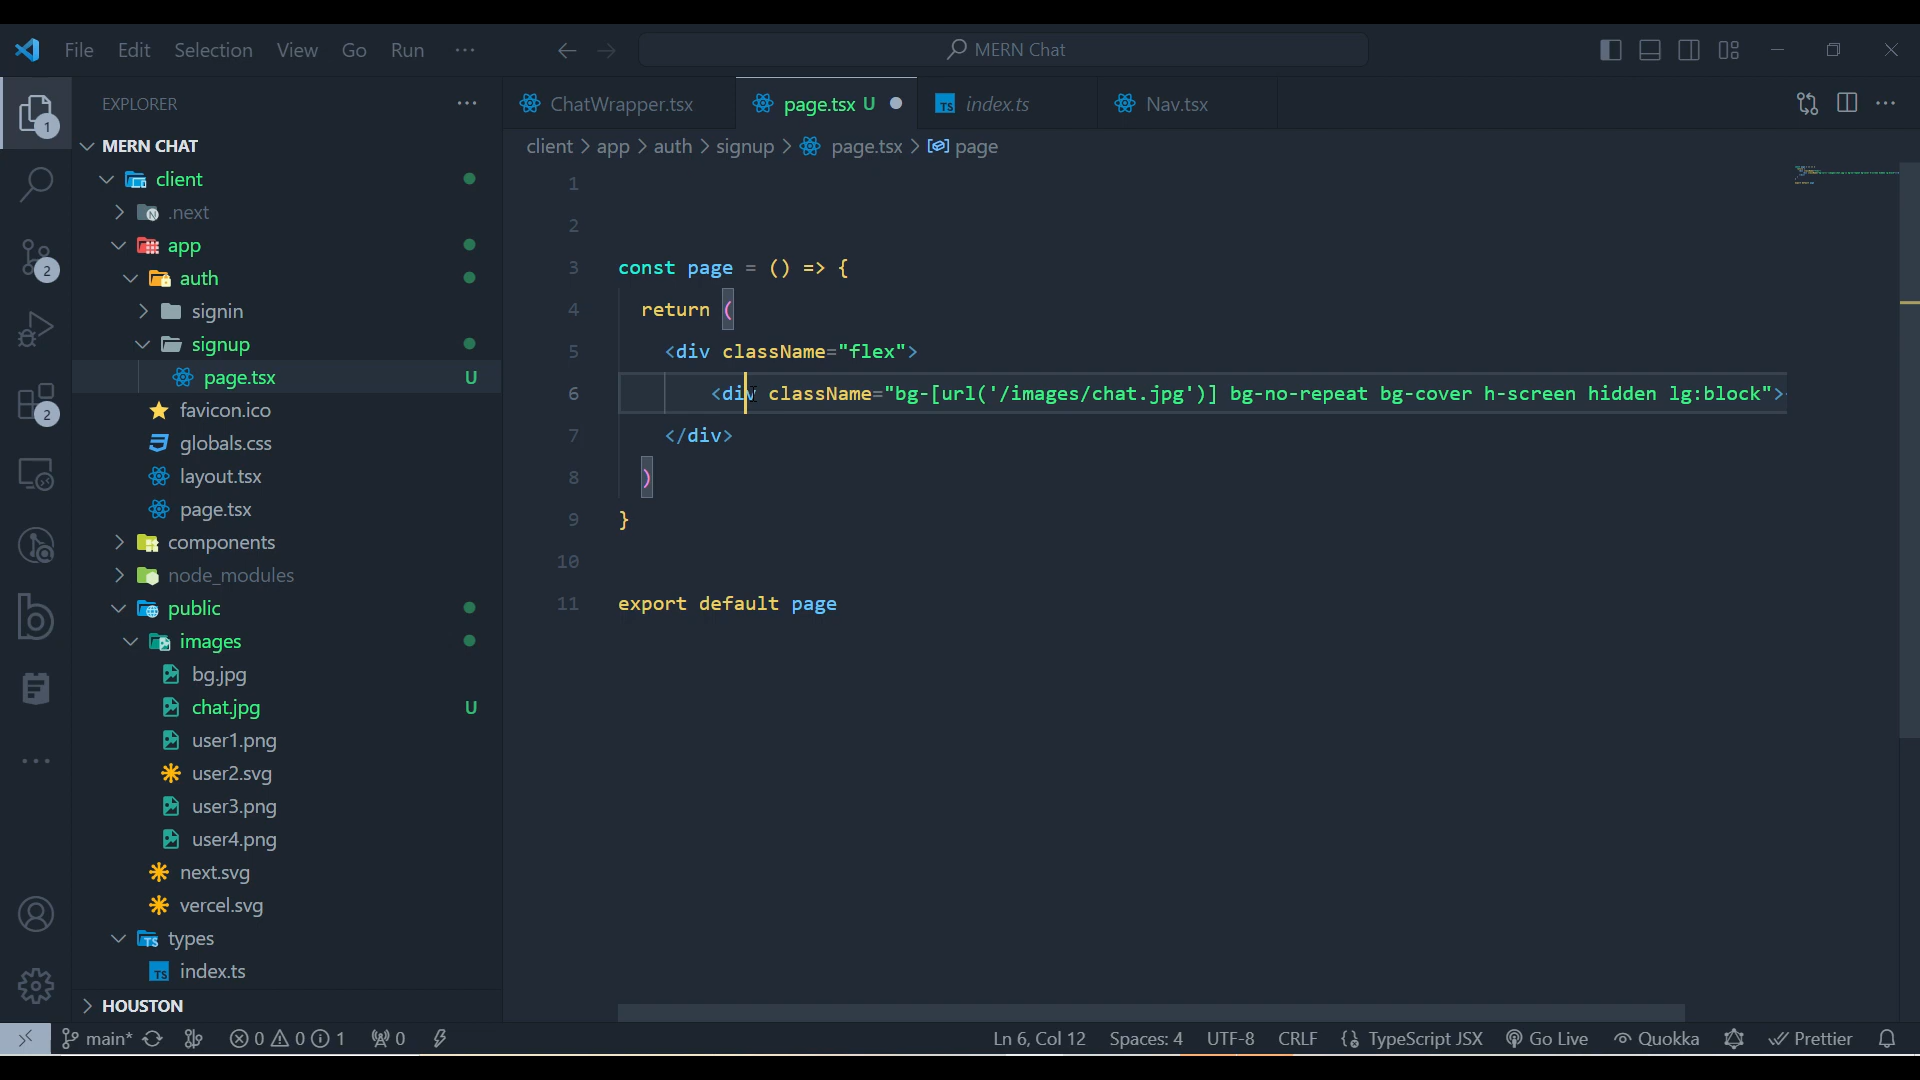 File Edit Selection View Go Run ··· MERN Chat
EXPLORER ···
ChatWrapper.tsx page.tsx U index.ts Nav.tsx
client > app > auth > signup > page.tsx > page
MERN CHAT
client
.next
app
auth
signin
signup
page.tsx U
favicon.ico
globals.css
layout.tsx
page.tsx
components
node_modules
public
images
bg.jpg
chat.jpg U
user1.png
user2.svg
user3.png
user4.png
next.svg
vercel.svg
types
index.ts
HOUSTON
1
2
2
1
2
3 const page = () => {
4 return (
5 <div className="flex">
6 <div className="bg-[url('/images/chat.jpg')] bg-no-repeat bg-cover h-screen hidden lg:block">
7 </div>
8 )
9 }
10
11 export default page
main* 0 0 1 0 Ln 6, Col 12 Spaces: 4 UTF-8 CRLF TypeScript JSX Go Live Quokka Prettier